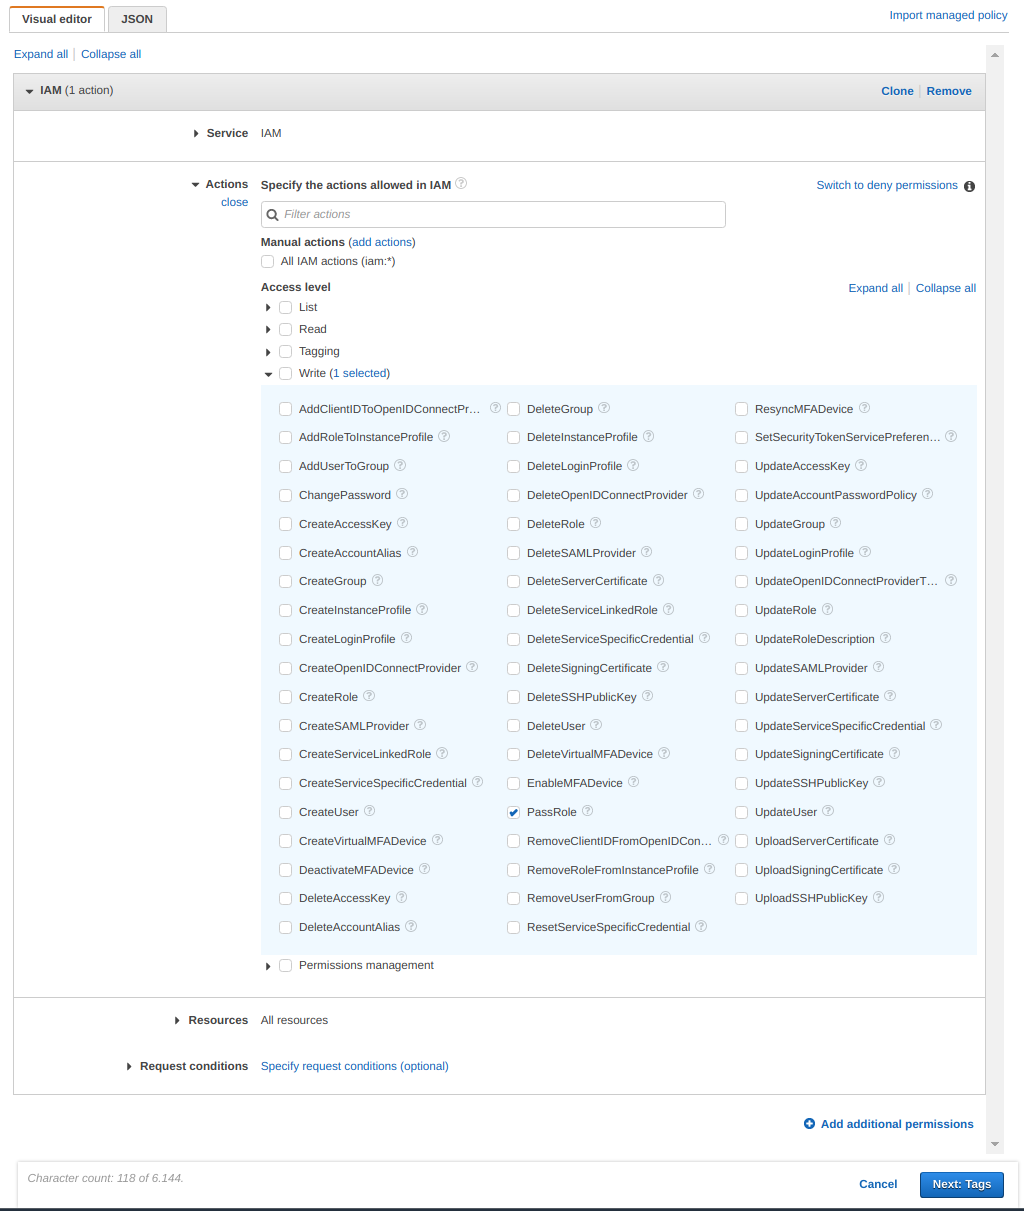 Visual editor JSON Import managed policy
Expand all Collapse all
IAM (1 action) Clone Remove
Service IAM
Actions Specify the actions allowed in IAM ? Switch to deny permissions i
close
Filter actions
Manual actions (add actions)
All IAM actions (iam:*)
Access level Expand all Collapse all
List
Read
Tagging
Write (1 selected)
AddClientIDToOpenIDConnectPr... ? DeleteGroup ? ResyncMFADevice ?
AddRoleToInstanceProfile ? DeleteInstanceProfile ? SetSecurityTokenServicePreferen... ?
AddUserToGroup ? DeleteLoginProfile ? UpdateAccessKey ?
ChangePassword ? DeleteOpenIDConnectProvider ? UpdateAccountPasswordPolicy ?
CreateAccessKey ? DeleteRole ? UpdateGroup ?
CreateAccountAlias ? DeleteSAMLProvider ? UpdateLoginProfile ?
CreateGroup ? DeleteServerCertificate ? UpdateOpenIDConnectProviderT... ?
CreateInstanceProfile ? DeleteServiceLinkedRole ? UpdateRole ?
CreateLoginProfile ? DeleteServiceSpecificCredential ? UpdateRoleDescription ?
CreateOpenIDConnectProvider ? DeleteSigningCertificate ? UpdateSAMLProvider ?
CreateRole ? DeleteSSHPublicKey ? UpdateServerCertificate ?
CreateSAMLProvider ? DeleteUser ? UpdateServiceSpecificCredential ?
CreateServiceLinkedRole ? DeleteVirtualMFADevice ? UpdateSigningCertificate ?
CreateServiceSpecificCredential ? EnableMFADevice ? UpdateSSHPublicKey ?
CreateUser ? PassRole ? UpdateUser ?
CreateVirtualMFADevice ? RemoveClientIDFromOpenIDCon... ? UploadServerCertificate ?
DeactivateMFADevice ? RemoveRoleFromInstanceProfile ? UploadSigningCertificate ?
DeleteAccessKey ? RemoveUserFromGroup ? UploadSSHPublicKey ?
DeleteAccountAlias ? ResetServiceSpecificCredential ?
Permissions management
Resources All resources
Request conditions Specify request conditions (optional)
Add additional permissions
Character count: 118 of 6.144. Cancel Next: Tags